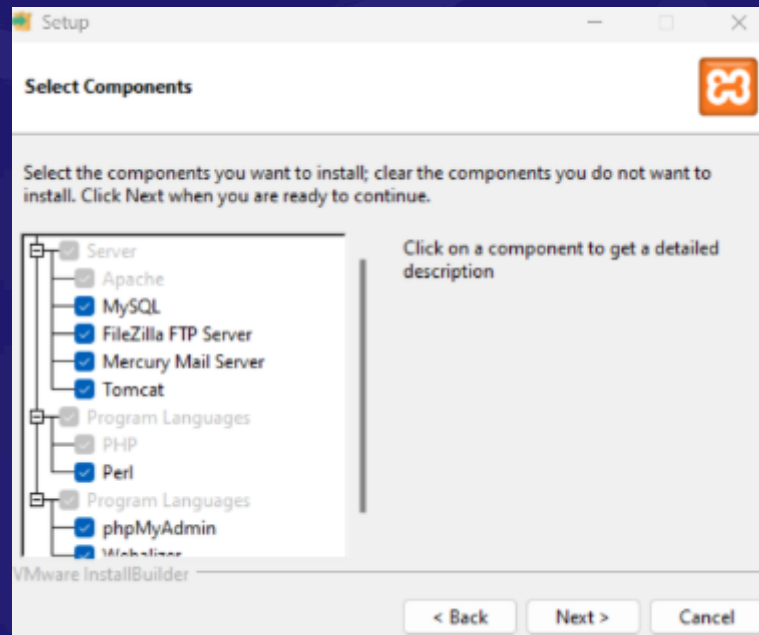 Setup
Select Components
Select the components you want to install; clear the components you do not want to
install. Click Next when you are ready to continue.
Server
Apache
MySQL
FileZilla FTP Server
Mercury Mail Server
Tomcat
Program Languages
PHP
Perl
Program Languages
phpMyAdmin
Webalizer
Click on a component to get a detailed
description
VMware InstallBuilder
< Back
Next >
Cancel